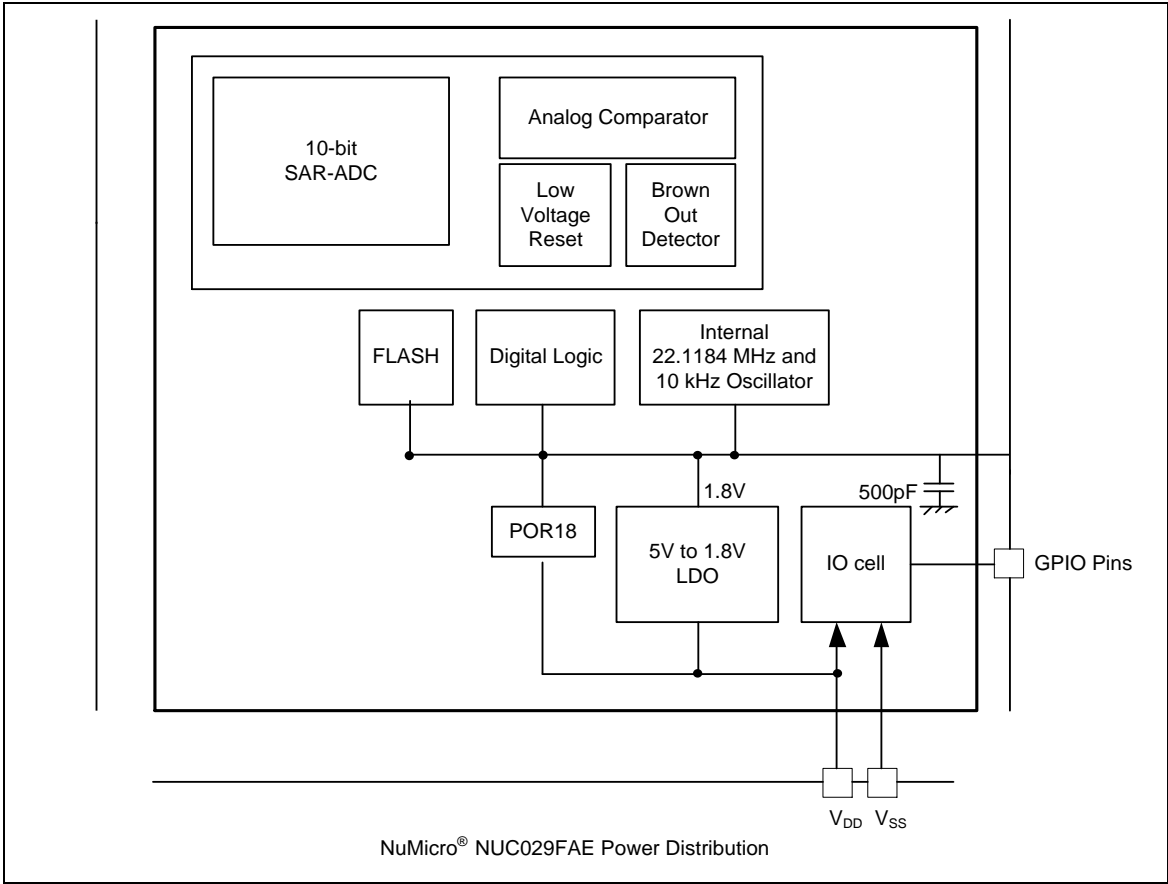 10-bit
SAR-ADC
Analog Comparator
Low
Voltage
Reset
Brown
Out
Detector
FLASH
Digital Logic
Internal
22.1184 MHz and
10 kHz Oscillator
1.8V
500pF
POR18
5V to 1.8V
LDO
IO cell
GPIO Pins
VDD VSS
NuMicro® NUC029FAE Power Distribution